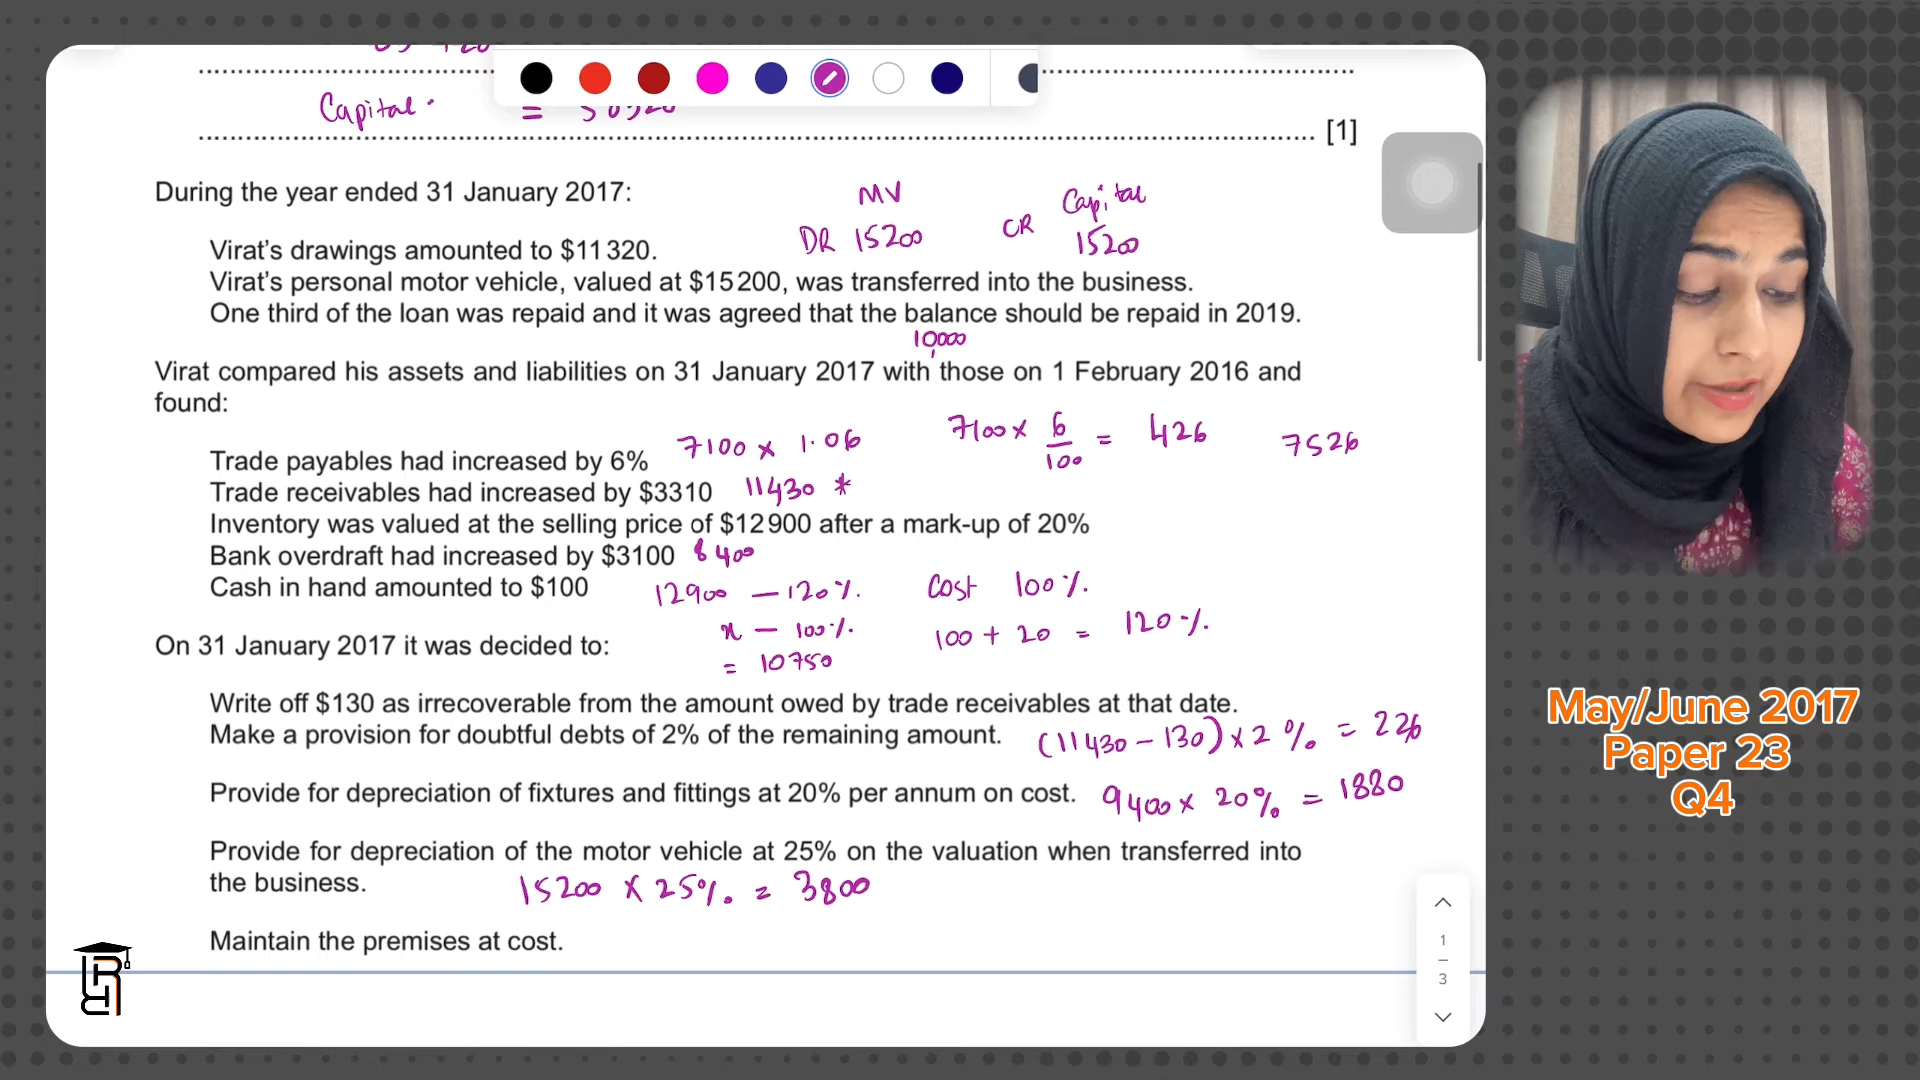 Capital = 50520
[1]
During the year ended 31 January 2017:
MV Capital
DR 15200 CR 15200
Virat's drawings amounted to $11 320.
Virat's personal motor vehicle, valued at $15 200, was transferred into the business.
One third of the loan was repaid and it was agreed that the balance should be repaid in 2019.
10000
Virat compared his assets and liabilities on 31 January 2017 with those on 1 February 2016 and
found:
7100 × 1.06 7100 × 6/100 = 426 7526
Trade payables had increased by 6%
Trade receivables had increased by $3310 11430 *
Inventory was valued at the selling price of $12 900 after a mark-up of 20%
Bank overdraft had increased by $3100 8400
Cash in hand amounted to $100
12900 — 120%. Cost 100%.
x — 100%. 100 + 20 = 120%.
On 31 January 2017 it was decided to:
= 10750
Write off $130 as irrecoverable from the amount owed by trade receivables at that date.
Make a provision for doubtful debts of 2% of the remaining amount. (11430 - 130) × 2% = 226
Provide for depreciation of fixtures and fittings at 20% per annum on cost. 9400 × 20% = 1880
Provide for depreciation of the motor vehicle at 25% on the valuation when transferred into
the business. 15200 × 25% = 3800
Maintain the premises at cost.
1
–
3
May/June 2017
Paper 23
Q4